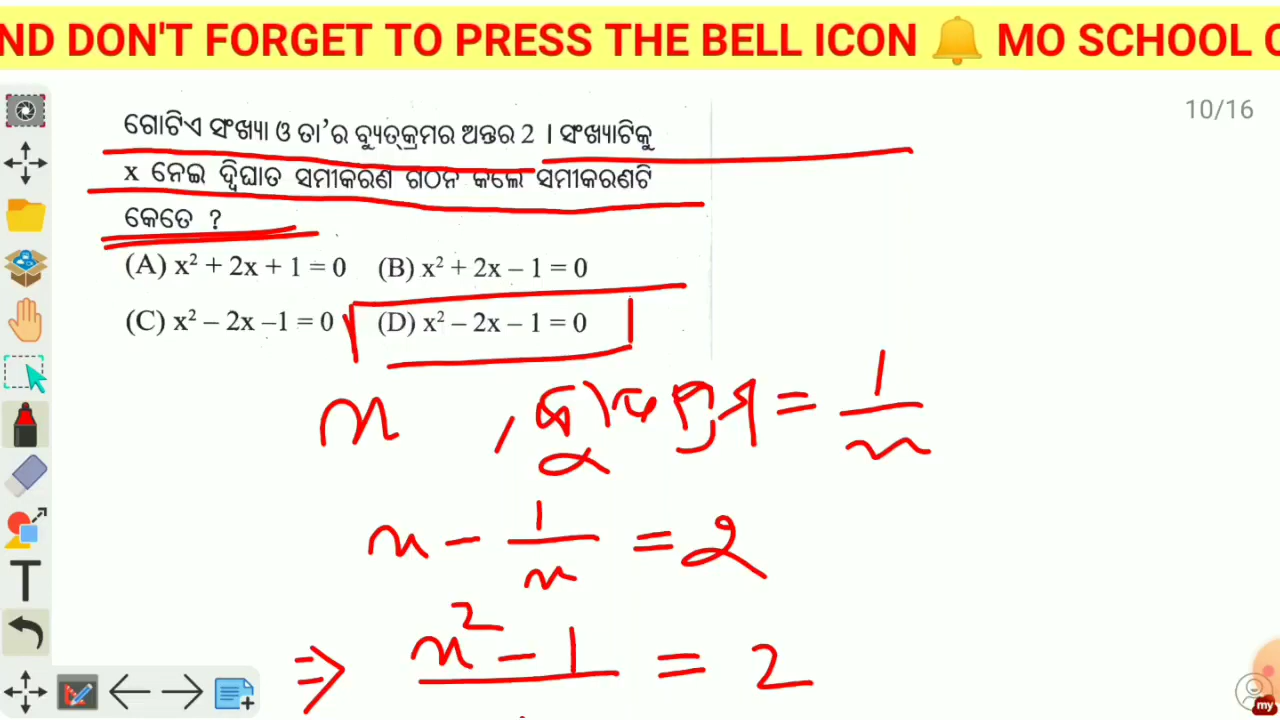 ND DON'T FORGET TO PRESS THE BELL ICON 🔔 MO SCHOOL C
10/16
ଗୋଟିଏ ସଂଖ୍ୟା ଓ ତା'ର ବ୍ୟୁତ୍କ୍ରମର ଅନ୍ତର 2 । ସଂଖ୍ୟାଟିକୁ
x ନେଇ ଦ୍ୱିଘାତ ସମୀକରଣ ଗଠନ କଲେ ସମୀକରଣଟି
କେତେ ?
(A) x² + 2x + 1 = 0 (B) x² + 2x – 1 = 0
(C) x² – 2x –1 = 0 (D) x² – 2x – 1 = 0
x , = 1/x
x - 1/x = 2
⇒ x² - 1 = 2
T
my